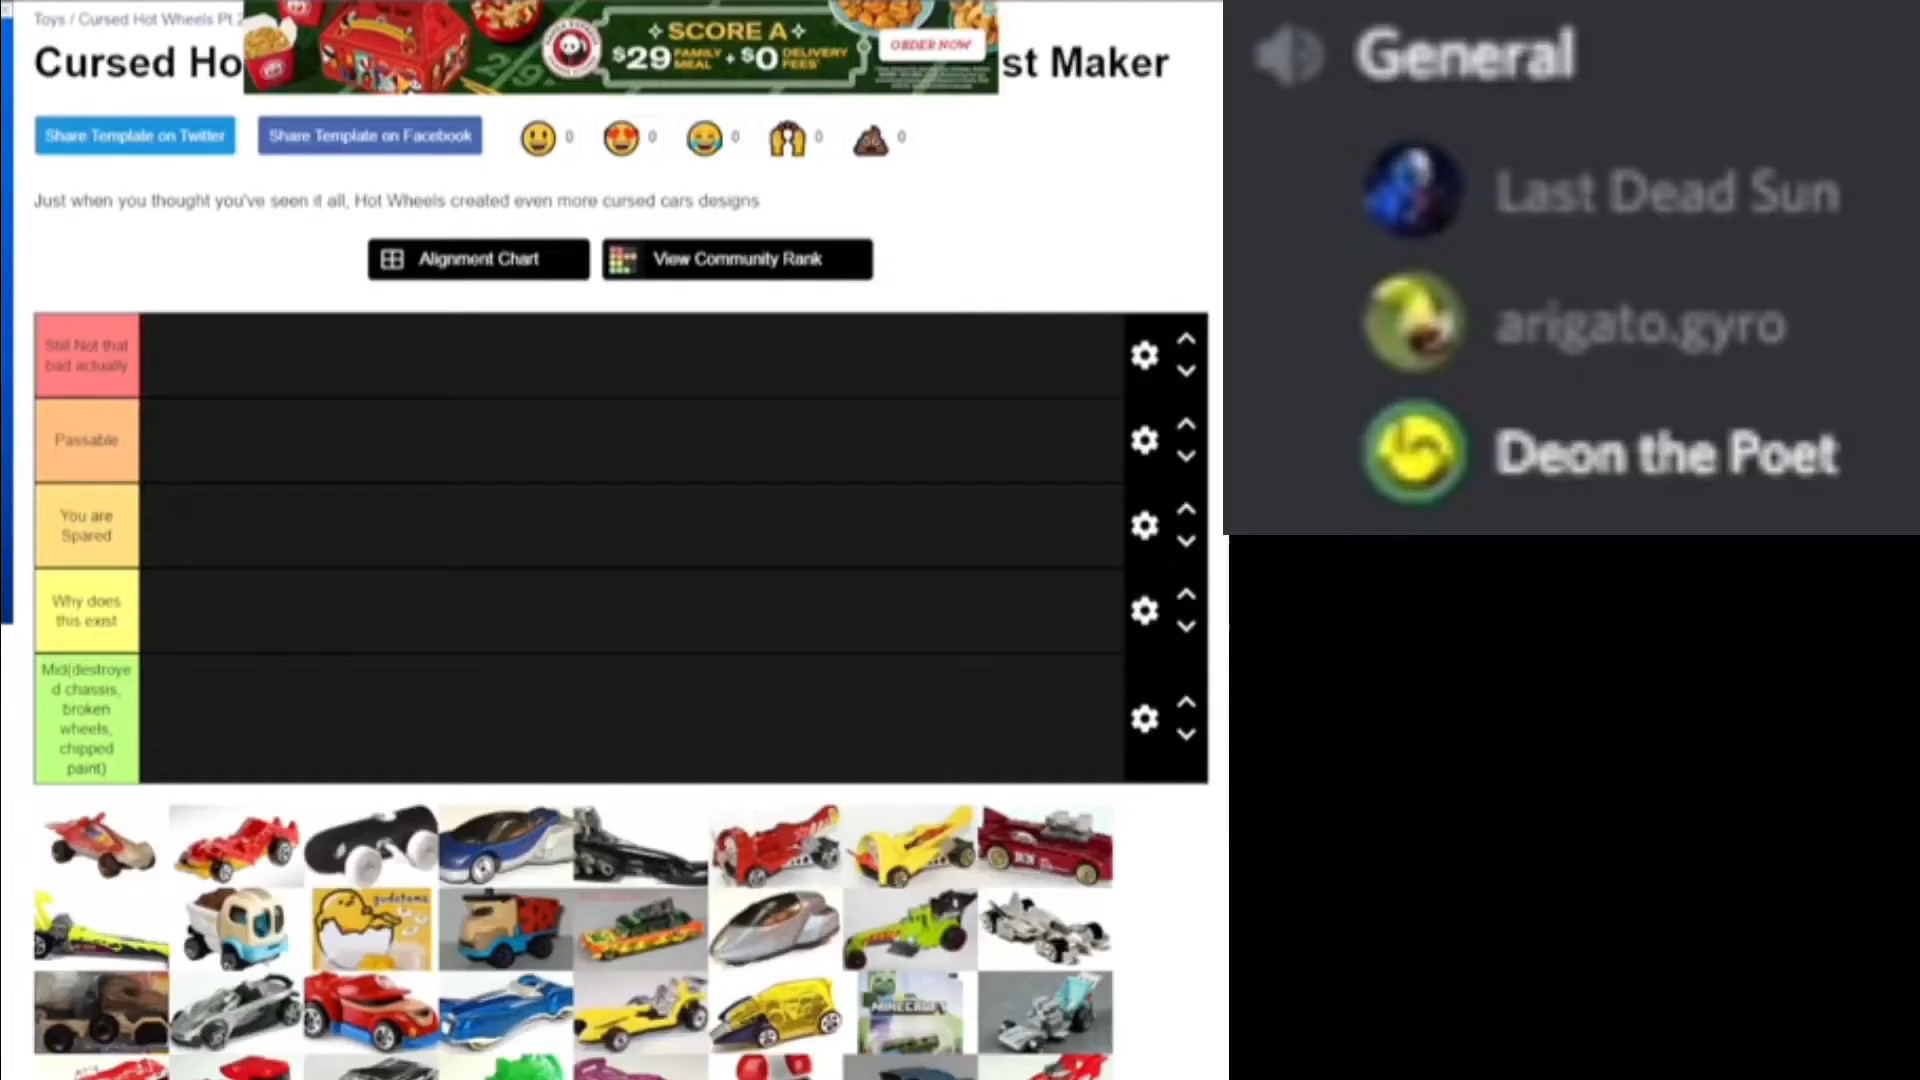 Toys / Cursed Hot Wheels Pt 2
Cursed Ho
st Maker
SCORE A
$29 FAMILY MEAL + $0 DELIVERY FEES*
ORDER NOW
Share Template on Twitter
Share Template on Facebook
0
0
0
0
0
Just when you thought you've seen it all, Hot Wheels created even more cursed cars designs
Alignment Chart
View Community Rank
Still Not that
bad actually
Passable
You are
Spared
Why does
this exist
Mid(destroye
d chassis,
broken
wheels,
chipped
paint)
gudetama
MINECRAFT
General
Last Dead Sun
arigato.gyro
Deon the Poet